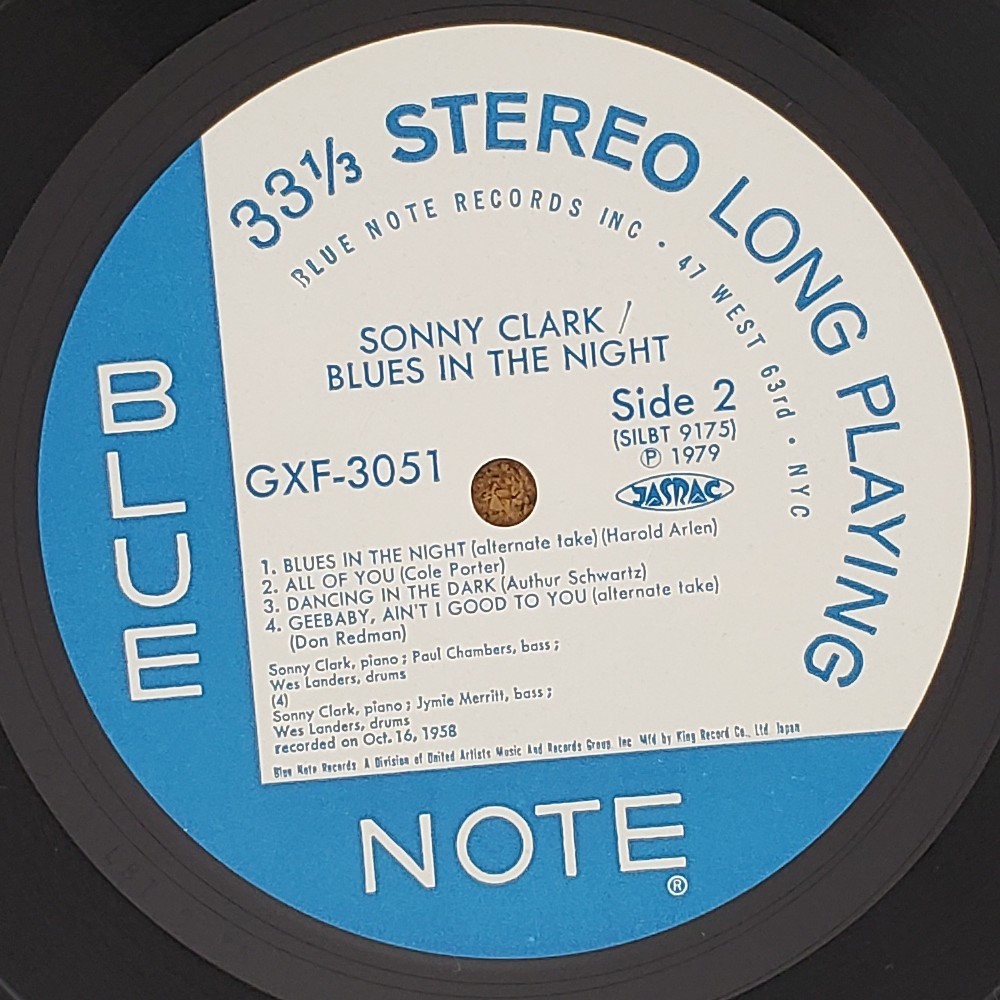 33 1/3 STEREO LONG PLAYING
BLUE NOTE RECORDS INC · 47 WEST 63rd · NYC
SONNY CLARK /
BLUES IN THE NIGHT
Side 2
(SILBT 9175)
Ⓟ 1979
GXF-3051
JASRAC
1. BLUES IN THE NIGHT (alternate take) (Harold Arlen)
2. ALL OF YOU (Cole Porter)
3. DANCING IN THE DARK (Authur Schwartz)
4. GEEBABY, AIN'T I GOOD TO YOU (alternate take)
(Don Redman)
Sonny Clark, piano ; Paul Chambers, bass ;
Wes Landers, drums
(4)
Sonny Clark, piano ; Jymie Merritt, bass ;
Wes Landers, drums
recorded on Oct. 16, 1958
Blue Note Records A Division of United Artists Music And Records Group Inc Mfd by King Record Co., Ltd. Japan
BLUE
NOTE
®